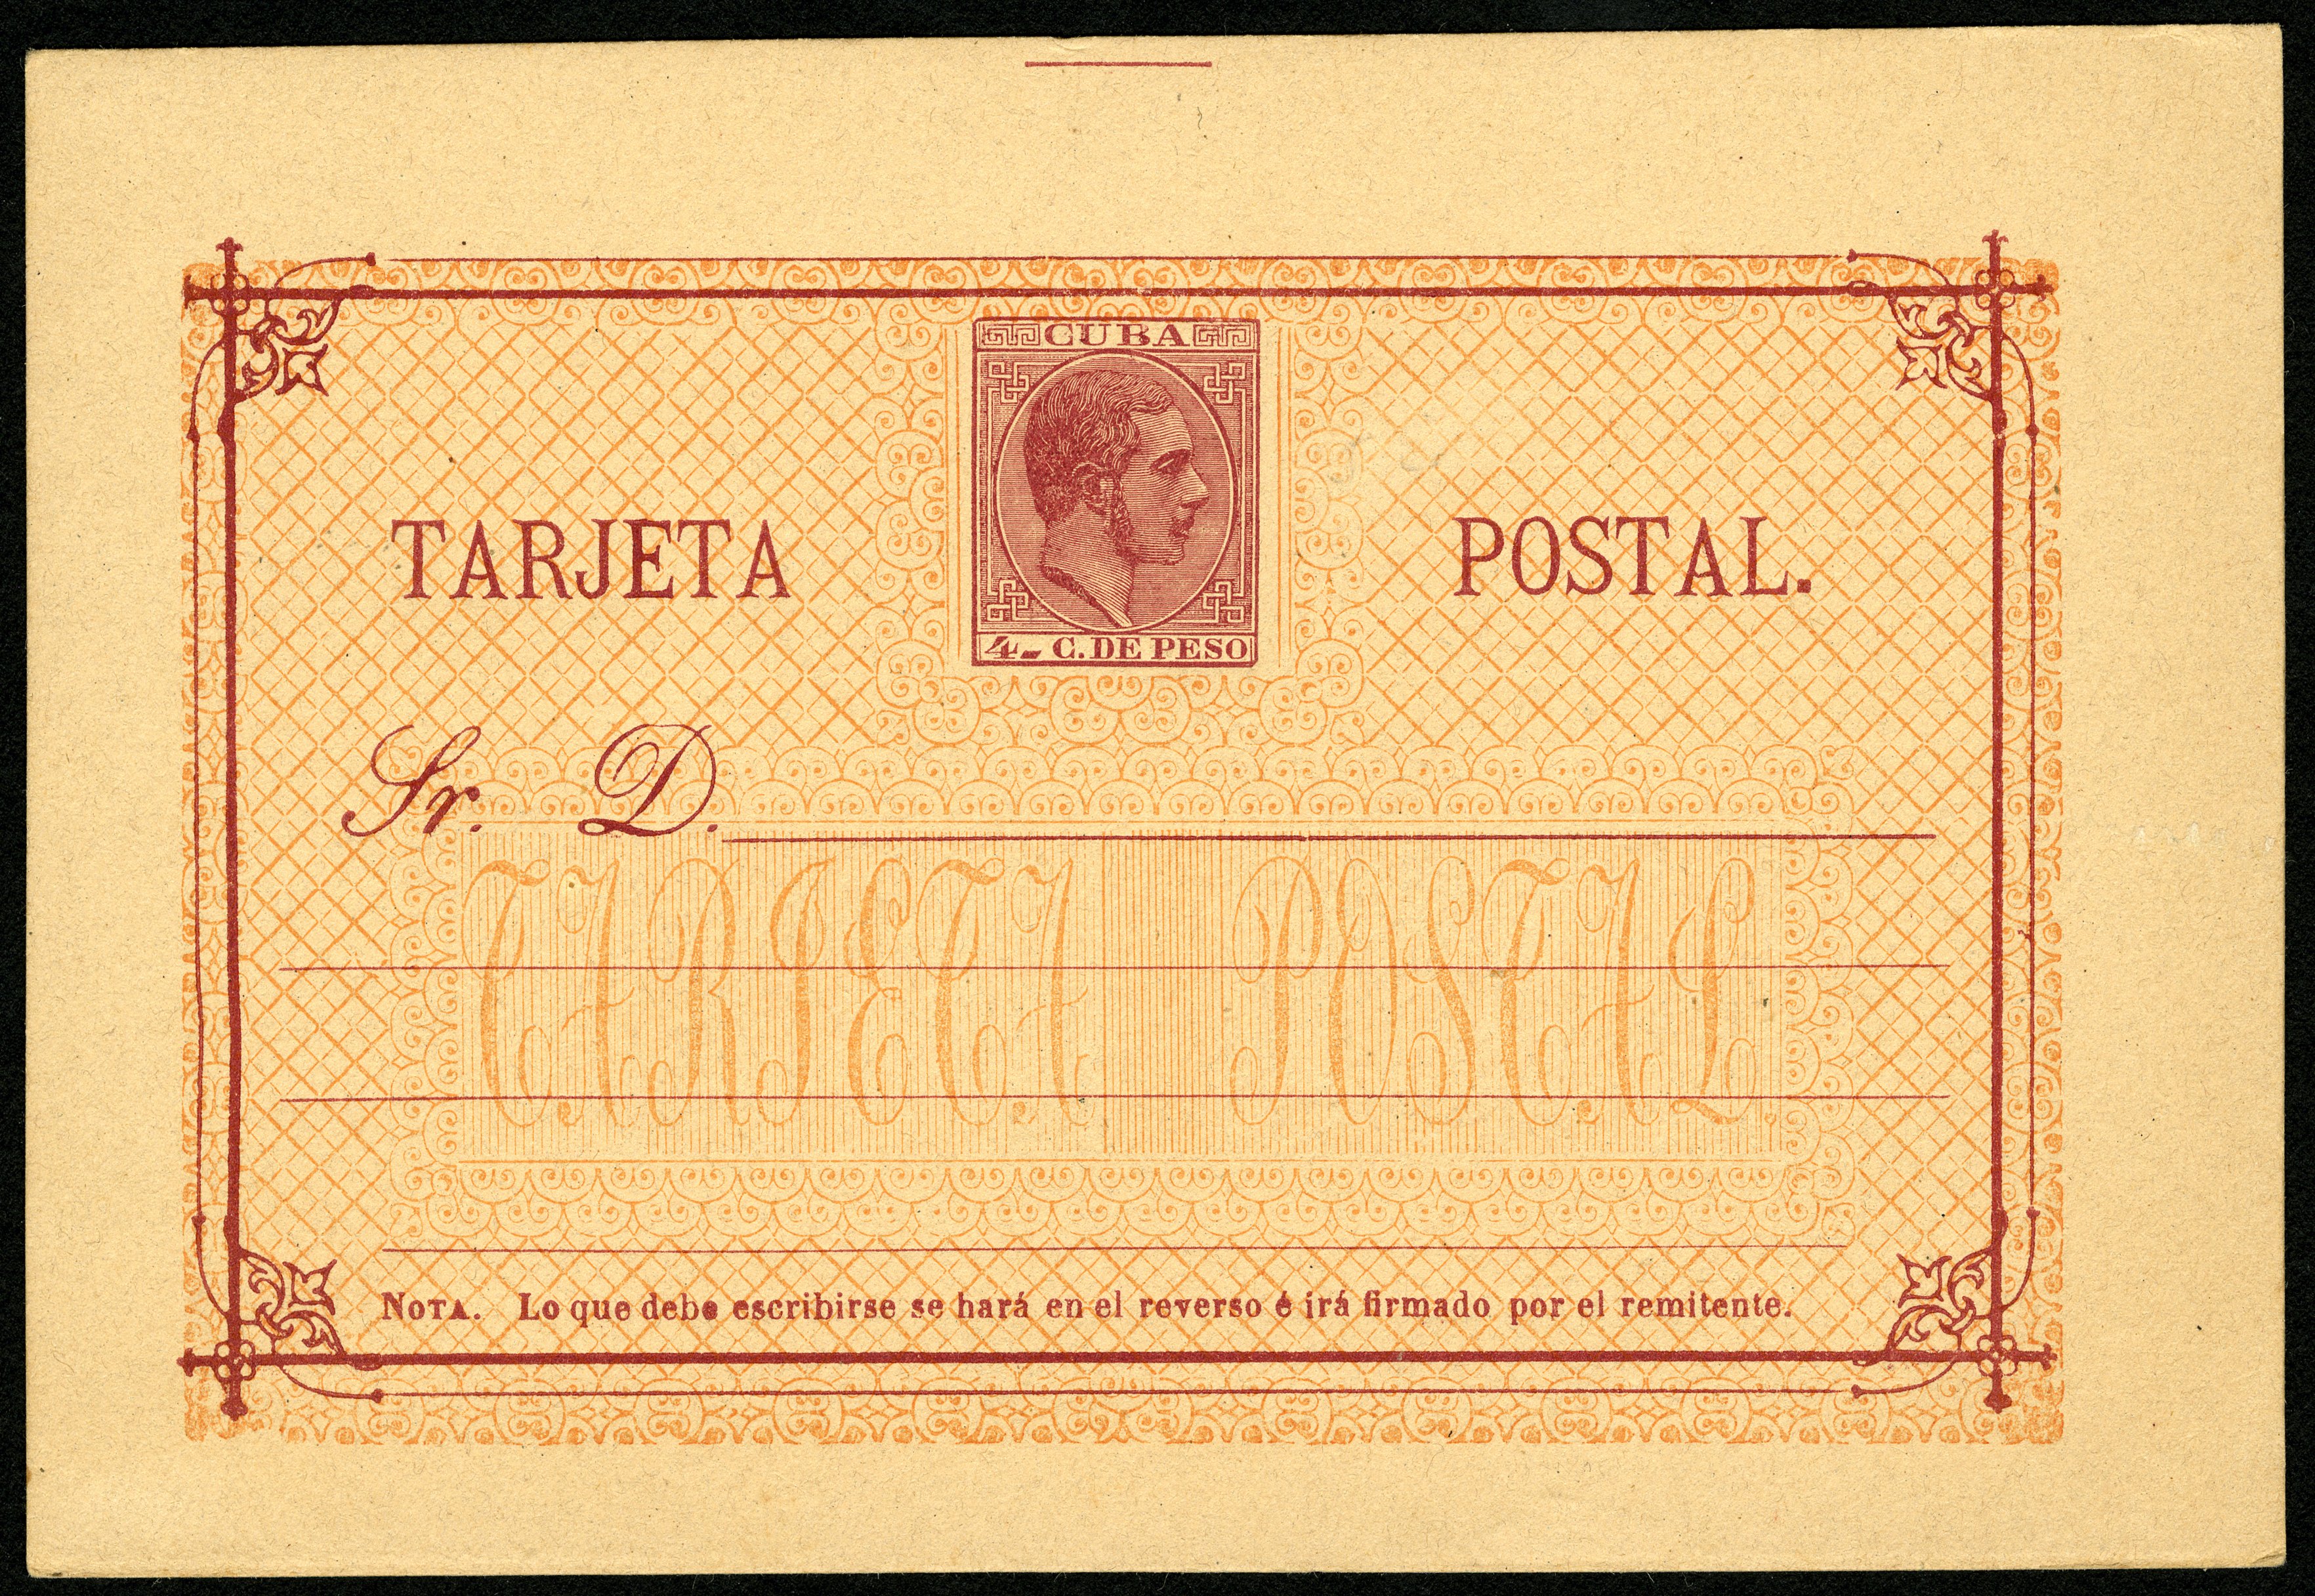 CUBA
TARJETA POSTAL.
4 C. DE PESO
Sr. D.
TARJETA POSTAL
NOTA. Lo que debe escribirse se hará en el reverso é irá firmado por el remitente.